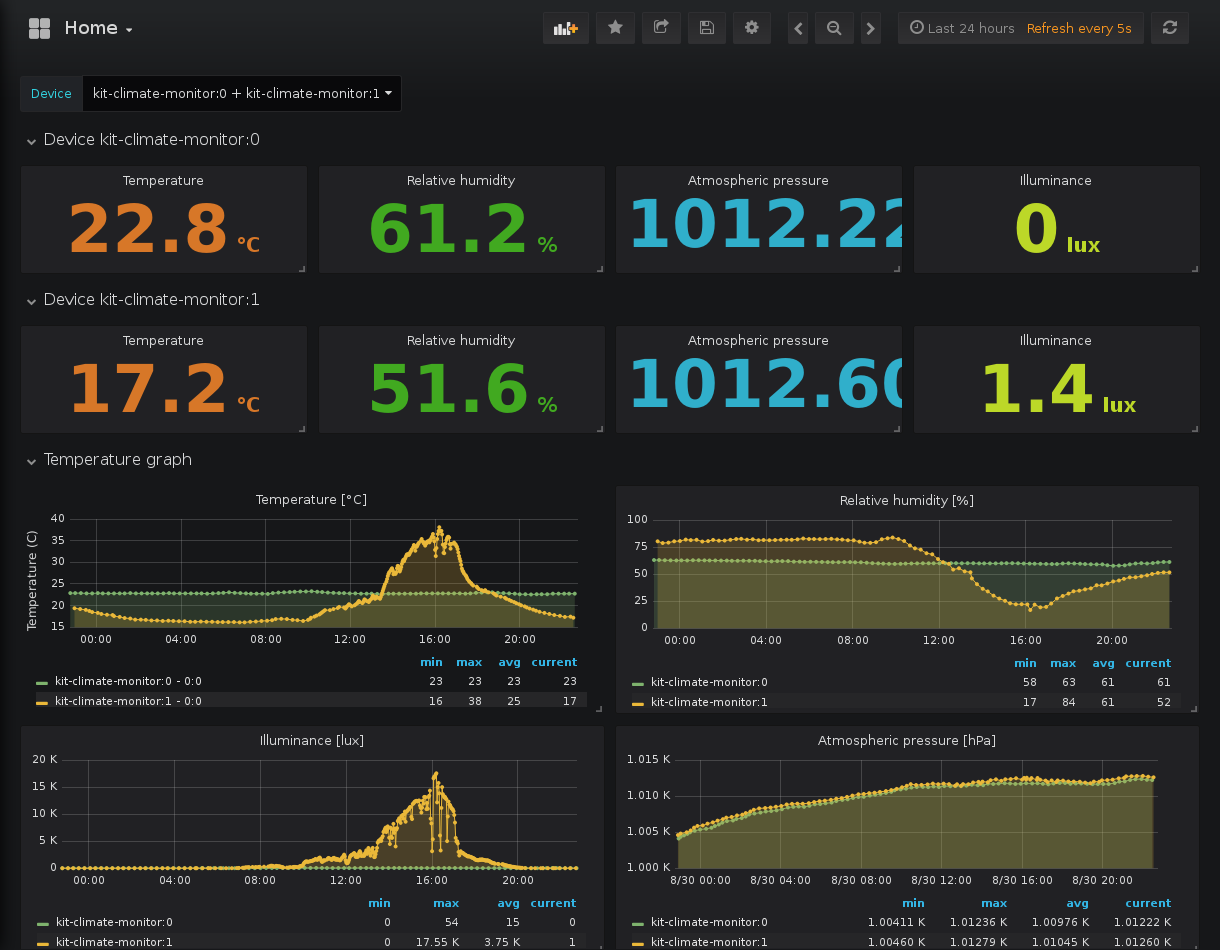 Home
Last 24 hours Refresh every 5s
Device kit-climate-monitor:0 + kit-climate-monitor:1
Device kit-climate-monitor:0
Temperature Relative humidity Atmospheric pressure Illuminance
22.8 °C 61.2 % 1012.22 0 lux
Device kit-climate-monitor:1
Temperature Relative humidity Atmospheric pressure Illuminance
17.2 °C 51.6 % 1012.60 1.4 lux
Temperature graph
Temperature [°C]
Temperature (C)
40
35
30
25
20
15
00:00 04:00 08:00 12:00 16:00 20:00
min max avg current
kit-climate-monitor:0 - 0:0 23 23 23 23
kit-climate-monitor:1 - 0:0 16 38 25 17
Relative humidity [%]
100
75
50
25
0
00:00 04:00 08:00 12:00 16:00 20:00
min max avg current
kit-climate-monitor:0 58 63 61 61
kit-climate-monitor:1 17 84 61 52
Illuminance [lux]
20 K
15 K
10 K
5 K
0
00:00 04:00 08:00 12:00 16:00 20:00
min max avg current
kit-climate-monitor:0 0 54 15 0
kit-climate-monitor:1 0 17.55 K 3.75 K 1
Atmospheric pressure [hPa]
1.015 K
1.010 K
1.005 K
1.000 K
8/30 00:00 8/30 04:00 8/30 08:00 8/30 12:00 8/30 16:00 8/30 20:00
min max avg current
kit-climate-monitor:0 1.00411 K 1.01236 K 1.00976 K 1.01222 K
kit-climate-monitor:1 1.00460 K 1.01279 K 1.01045 K 1.01260 K